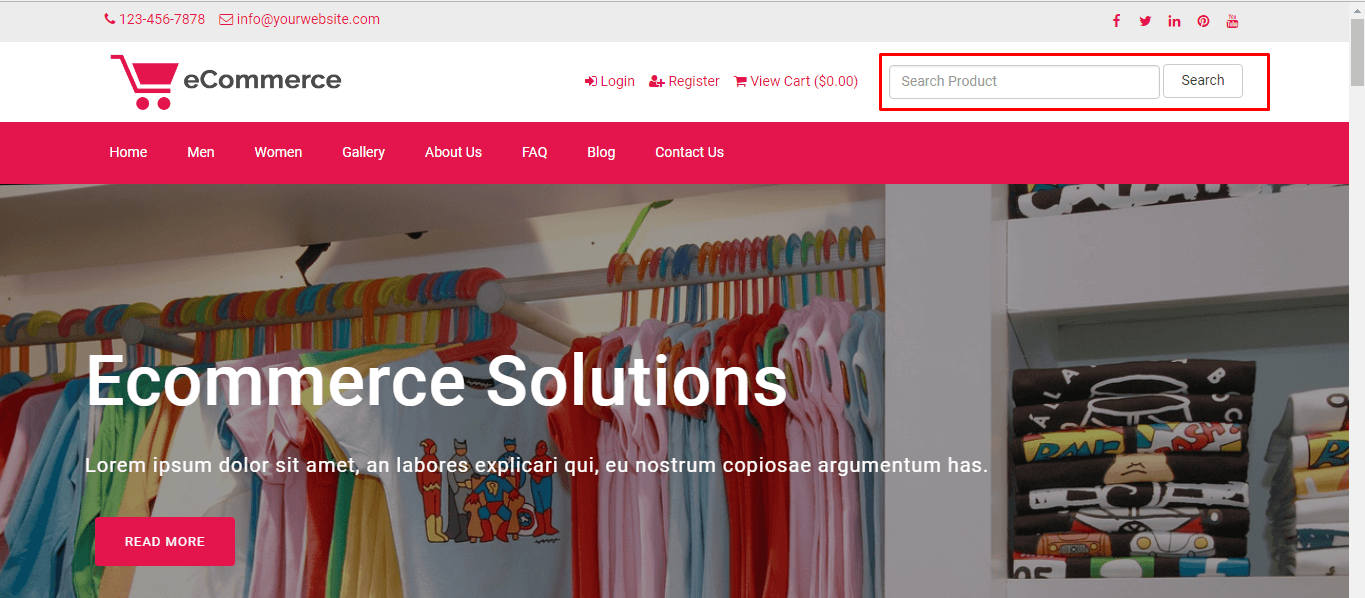 123-456-7878 info@yourwebsite.com
You
Tube
eCommerce
Login Register View Cart ($0.00) Search Product Search
Home Men Women Gallery About Us FAQ Blog Contact Us
Ecommerce Solutions
Lorem ipsum dolor sit amet, an labores explicari qui, eu nostrum copiosae argumentum has.
READ MORE